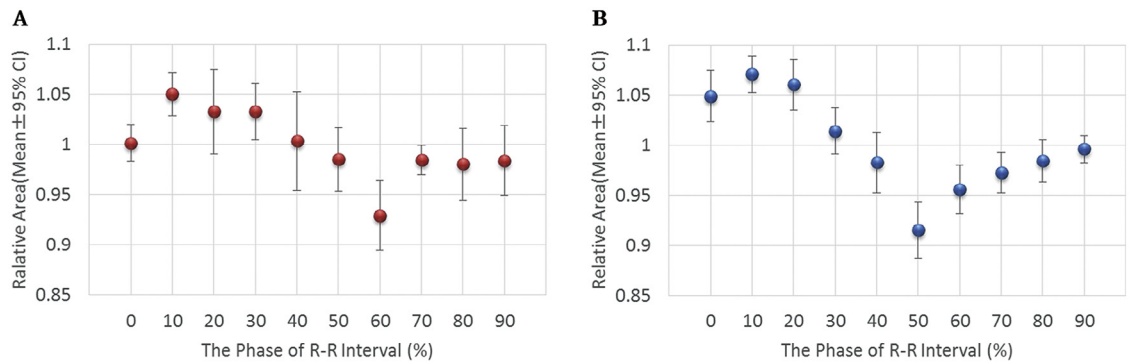 A
Ralative Area(Mean±95% CI)
1.1
1.05
1
0.95
0.9
0.85
0 10 20 30 40 50 60 70 80 90
The Phase of R-R Interval (%)
B
Relative Area(Mean±95% CI)
1.1
1.05
1
0.95
0.9
0.85
0 10 20 30 40 50 60 70 80 90
The Phase of R-R Interval (%)